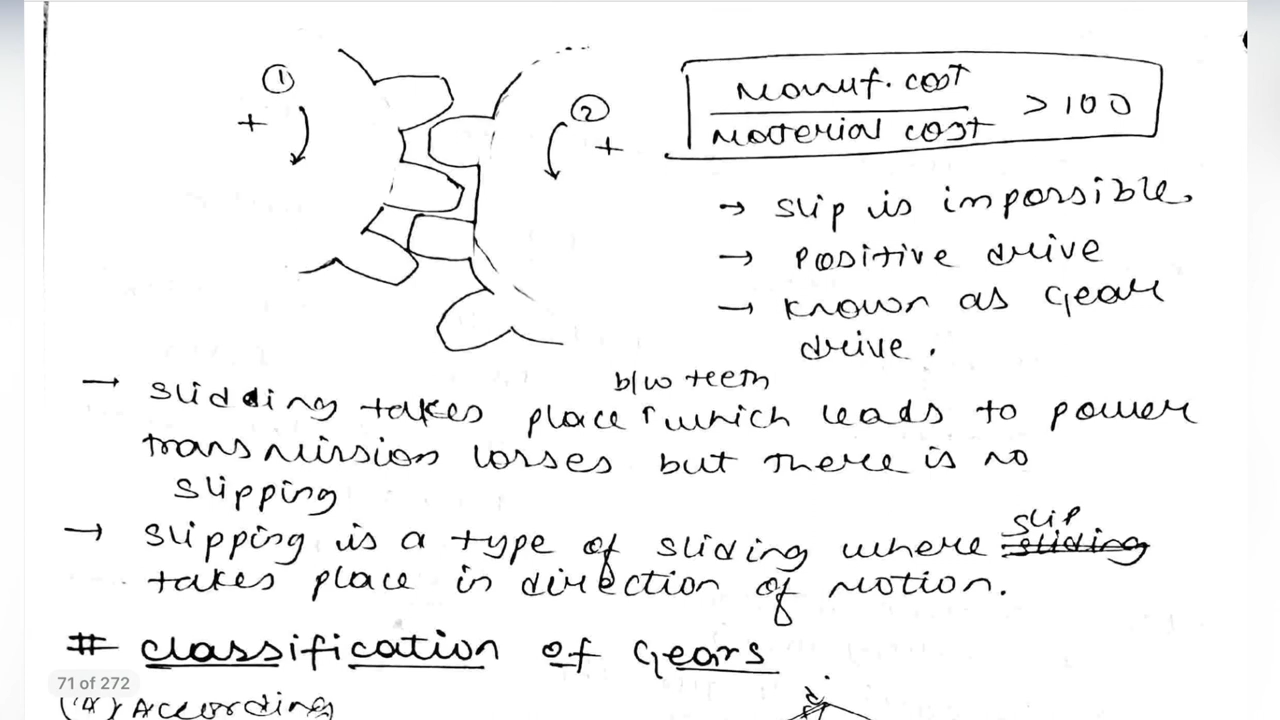 ①
+
②
+
Manuf. cost
Material cost
> 100
→ Slip is impossible.
→ Positive drive
→ Known as Gear
drive.
b/w teeth
→ Slidding takes place ↑ which leads to power
transmission losses but there is no
slipping
slip
→ Slipping is a type of sliding where sliding
takes place in direction of motion.
# Classification of Gears
71 of 272
According